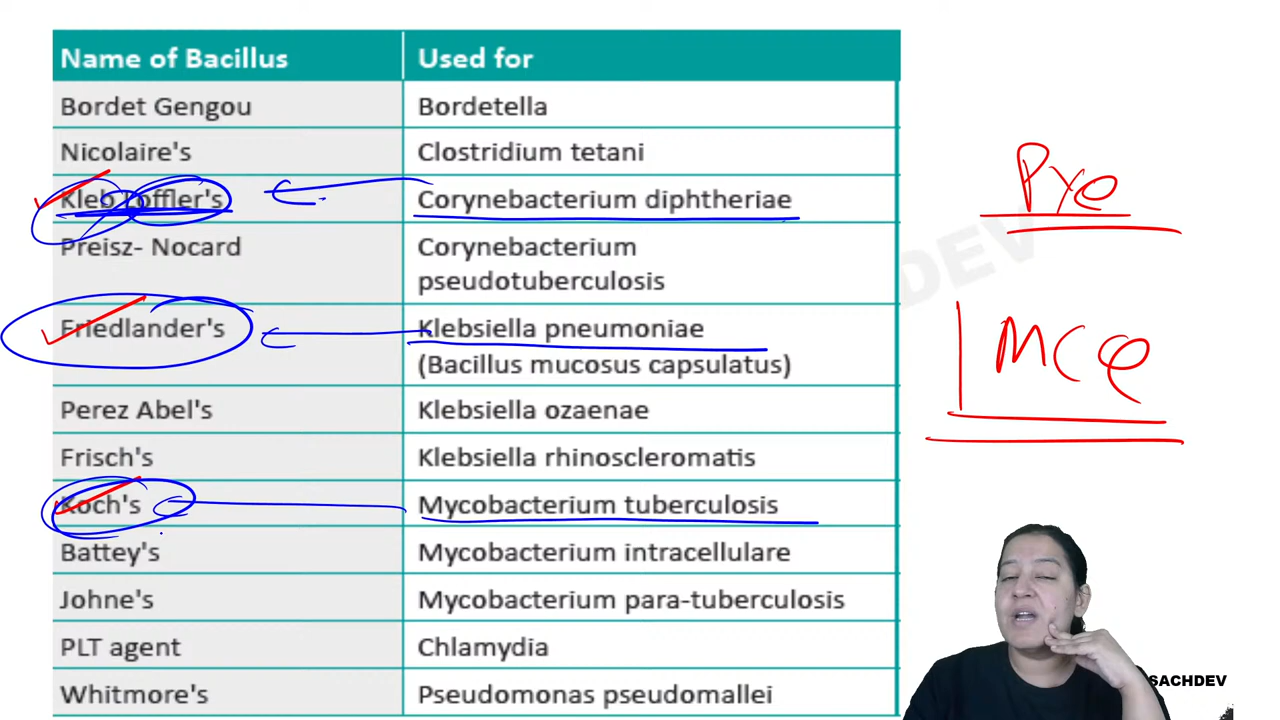 Name of Bacillus Used for
Bordet Gengou Bordetella
Nicolaire's Clostridium tetani
Kleb Loffler's Corynebacterium diphtheriae
Preisz- Nocard Corynebacterium
pseudotuberculosis
Friedlander's Klebsiella pneumoniae
(Bacillus mucosus capsulatus)
Perez Abel's Klebsiella ozaenae
Frisch's Klebsiella rhinoscleromatis
Koch's Mycobacterium tuberculosis
Battey's Mycobacterium intracellulare
Johne's Mycobacterium para-tuberculosis
PLT agent Chlamydia
Whitmore's Pseudomonas pseudomallei
PYQ
MCQ
DEV
SACHDEV